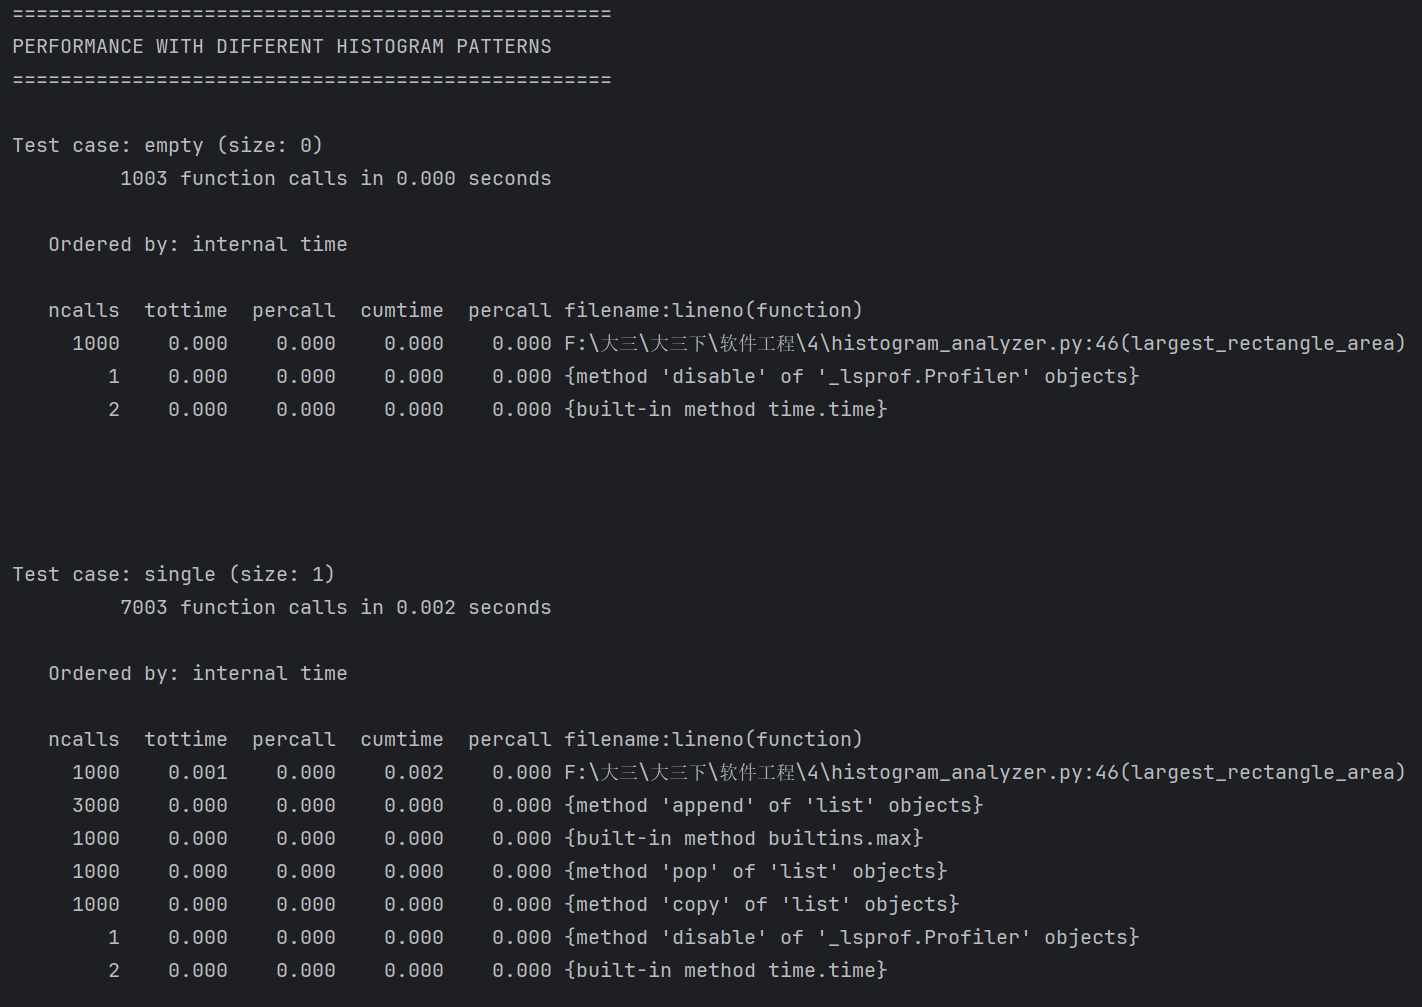 ==================================================
PERFORMANCE WITH DIFFERENT HISTOGRAM PATTERNS
==================================================
Test case: empty (size: 0)
         1003 function calls in 0.000 seconds
   Ordered by: internal time
   ncalls  tottime  percall  cumtime  percall filename:lineno(function)
     1000    0.000    0.000    0.000    0.000 F:\大三\大三下\软件工程\4\histogram_analyzer.py:46(largest_rectangle_area)
        1    0.000    0.000    0.000    0.000 {method 'disable' of '_lsprof.Profiler' objects}
        2    0.000    0.000    0.000    0.000 {built-in method time.time}
Test case: single (size: 1)
         7003 function calls in 0.002 seconds
   Ordered by: internal time
   ncalls  tottime  percall  cumtime  percall filename:lineno(function)
     1000    0.001    0.000    0.002    0.000 F:\大三\大三下\软件工程\4\histogram_analyzer.py:46(largest_rectangle_area)
     3000    0.000    0.000    0.000    0.000 {method 'append' of 'list' objects}
     1000    0.000    0.000    0.000    0.000 {built-in method builtins.max}
     1000    0.000    0.000    0.000    0.000 {method 'pop' of 'list' objects}
     1000    0.000    0.000    0.000    0.000 {method 'copy' of 'list' objects}
        1    0.000    0.000    0.000    0.000 {method 'disable' of '_lsprof.Profiler' objects}
        2    0.000    0.000    0.000    0.000 {built-in method time.time}